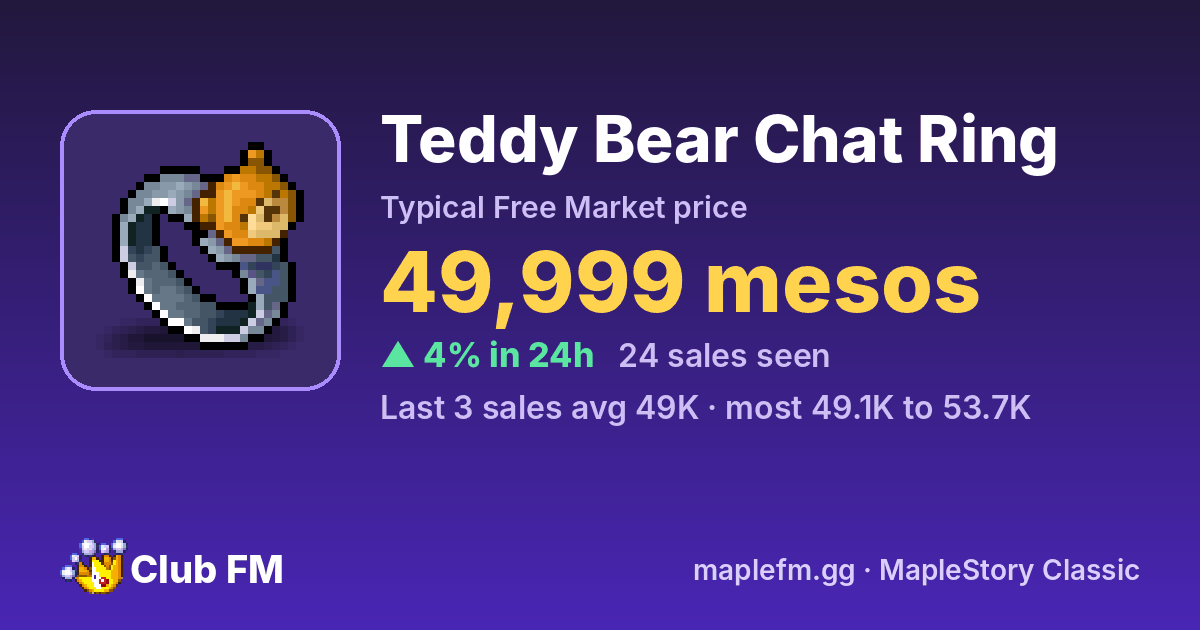 Teddy Bear Chat Ring
Typical Free Market price
49,999 mesos
▲ 4% in 24h 24 sales seen
Last 3 sales avg 49K · most 49.1K to 53.7K
Club FM
maplefm.gg · MapleStory Classic